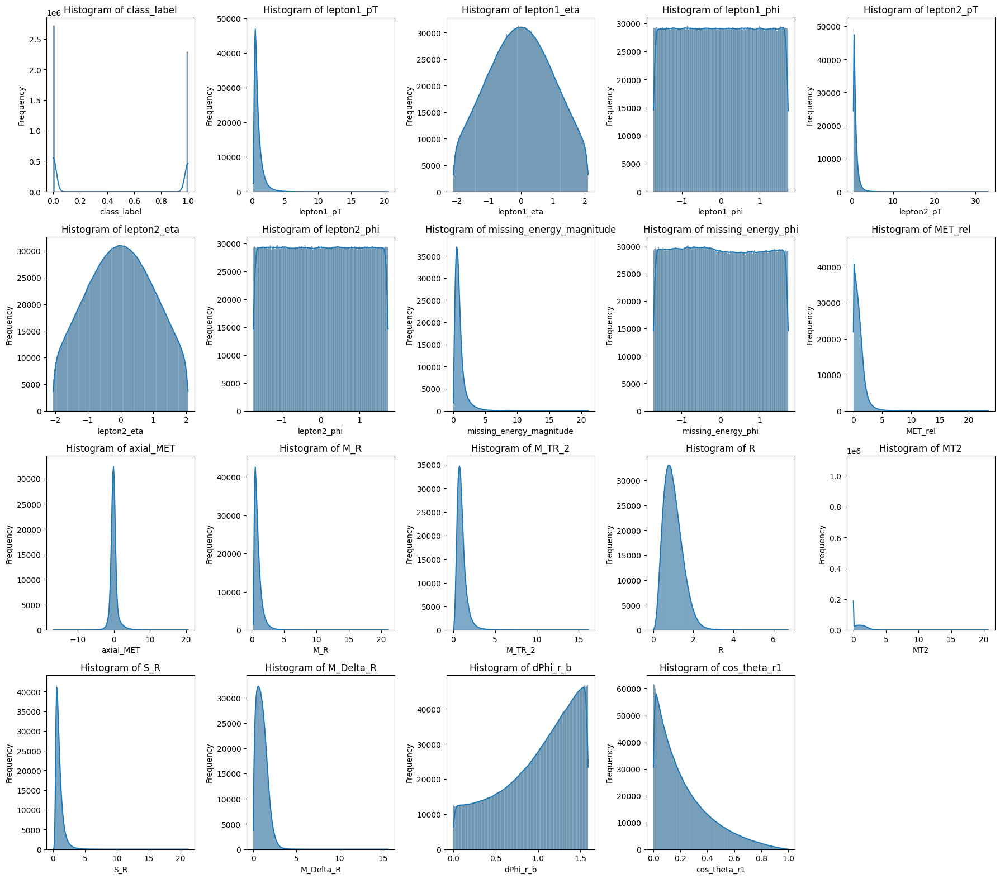 Histogram of class_label
1e6
Frequency
2.5
2.0
1.5
1.0
0.5
0.0
0.0 0.2 0.4 0.6 0.8 1.0
class_label
Histogram of lepton1_pT
Frequency
50000
40000
30000
20000
10000
0
0 5 10 15 20
lepton1_pT
Histogram of lepton1_eta
Frequency
30000
25000
20000
15000
10000
5000
0
−2 −1 0 1 2
lepton1_eta
Histogram of lepton1_phi
Frequency
30000
25000
20000
15000
10000
5000
0
−1 0 1
lepton1_phi
Histogram of lepton2_pT
Frequency
50000
40000
30000
20000
10000
0
0 10 20 30
lepton2_pT
Histogram of lepton2_eta
Frequency
30000
25000
20000
15000
10000
5000
0
−2 −1 0 1 2
lepton2_eta
Histogram of lepton2_phi
Frequency
30000
25000
20000
15000
10000
5000
0
−1 0 1
lepton2_phi
Histogram of missing_energy_magnitude
Frequency
35000
30000
25000
20000
15000
10000
5000
0
0 5 10 15 20
missing_energy_magnitude
Histogram of missing_energy_phi
Frequency
30000
25000
20000
15000
10000
5000
0
−1 0 1
missing_energy_phi
Histogram of MET_rel
Frequency
40000
30000
20000
10000
0
0 5 10 15 20
MET_rel
Histogram of axial_MET
Frequency
30000
25000
20000
15000
10000
5000
0
−10 0 10 20
axial_MET
Histogram of M_R
Frequency
40000
30000
20000
10000
0
0 5 10 15 20
M_R
Histogram of M_TR_2
Frequency
35000
30000
25000
20000
15000
10000
5000
0
0 5 10 15
M_TR_2
Histogram of R
Frequency
30000
25000
20000
15000
10000
5000
0
0 2 4 6
R
Histogram of MT2
1e6
Frequency
1.0
0.8
0.6
0.4
0.2
0.0
0 5 10 15 20
MT2
Histogram of S_R
Frequency
40000
35000
30000
25000
20000
15000
10000
5000
0
0 5 10 15 20
S_R
Histogram of M_Delta_R
Frequency
30000
25000
20000
15000
10000
5000
0
0 5 10 15
M_Delta_R
Histogram of dPhi_r_b
Frequency
40000
30000
20000
10000
0
0.0 0.5 1.0 1.5
dPhi_r_b
Histogram of cos_theta_r1
Frequency
60000
50000
40000
30000
20000
10000
0
0.0 0.2 0.4 0.6 0.8 1.0
cos_theta_r1